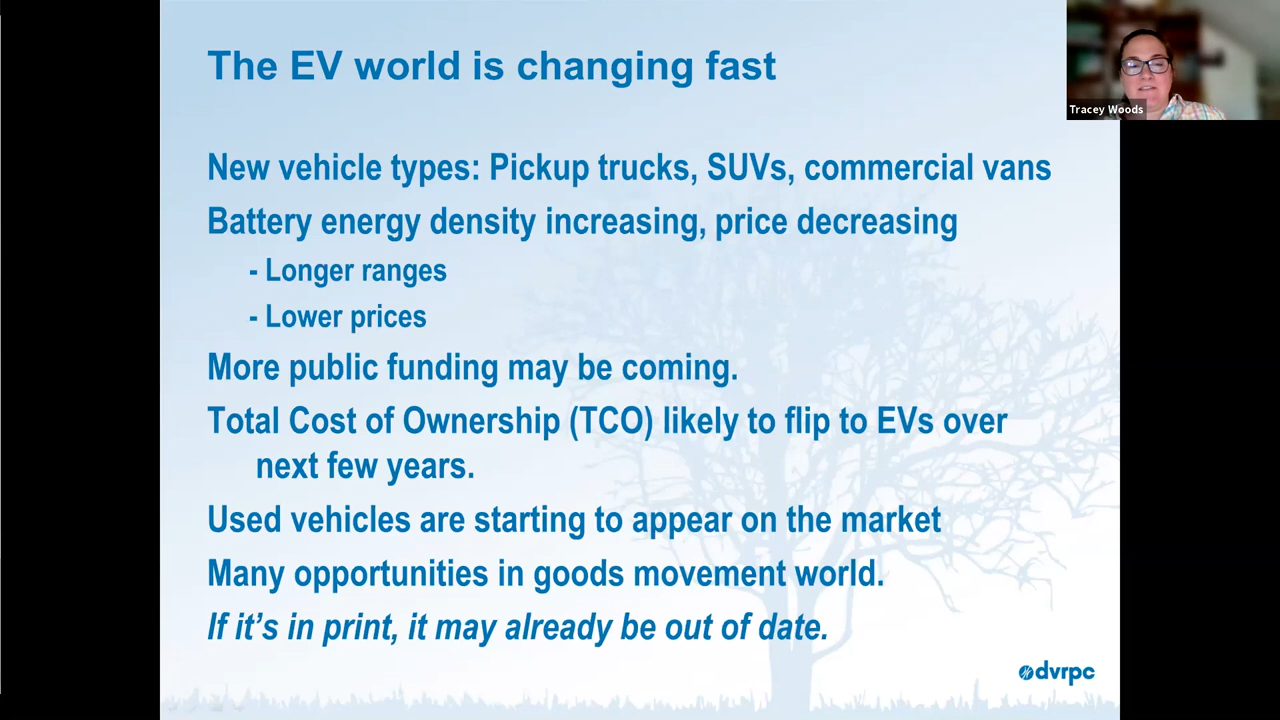 The EV world is changing fast
Tracey Woods
New vehicle types: Pickup trucks, SUVs, commercial vans
Battery energy density increasing, price decreasing
- Longer ranges
- Lower prices
More public funding may be coming.
Total Cost of Ownership (TCO) likely to flip to EVs over
next few years.
Used vehicles are starting to appear on the market
Many opportunities in goods movement world.
If it’s in print, it may already be out of date.
dvrpc